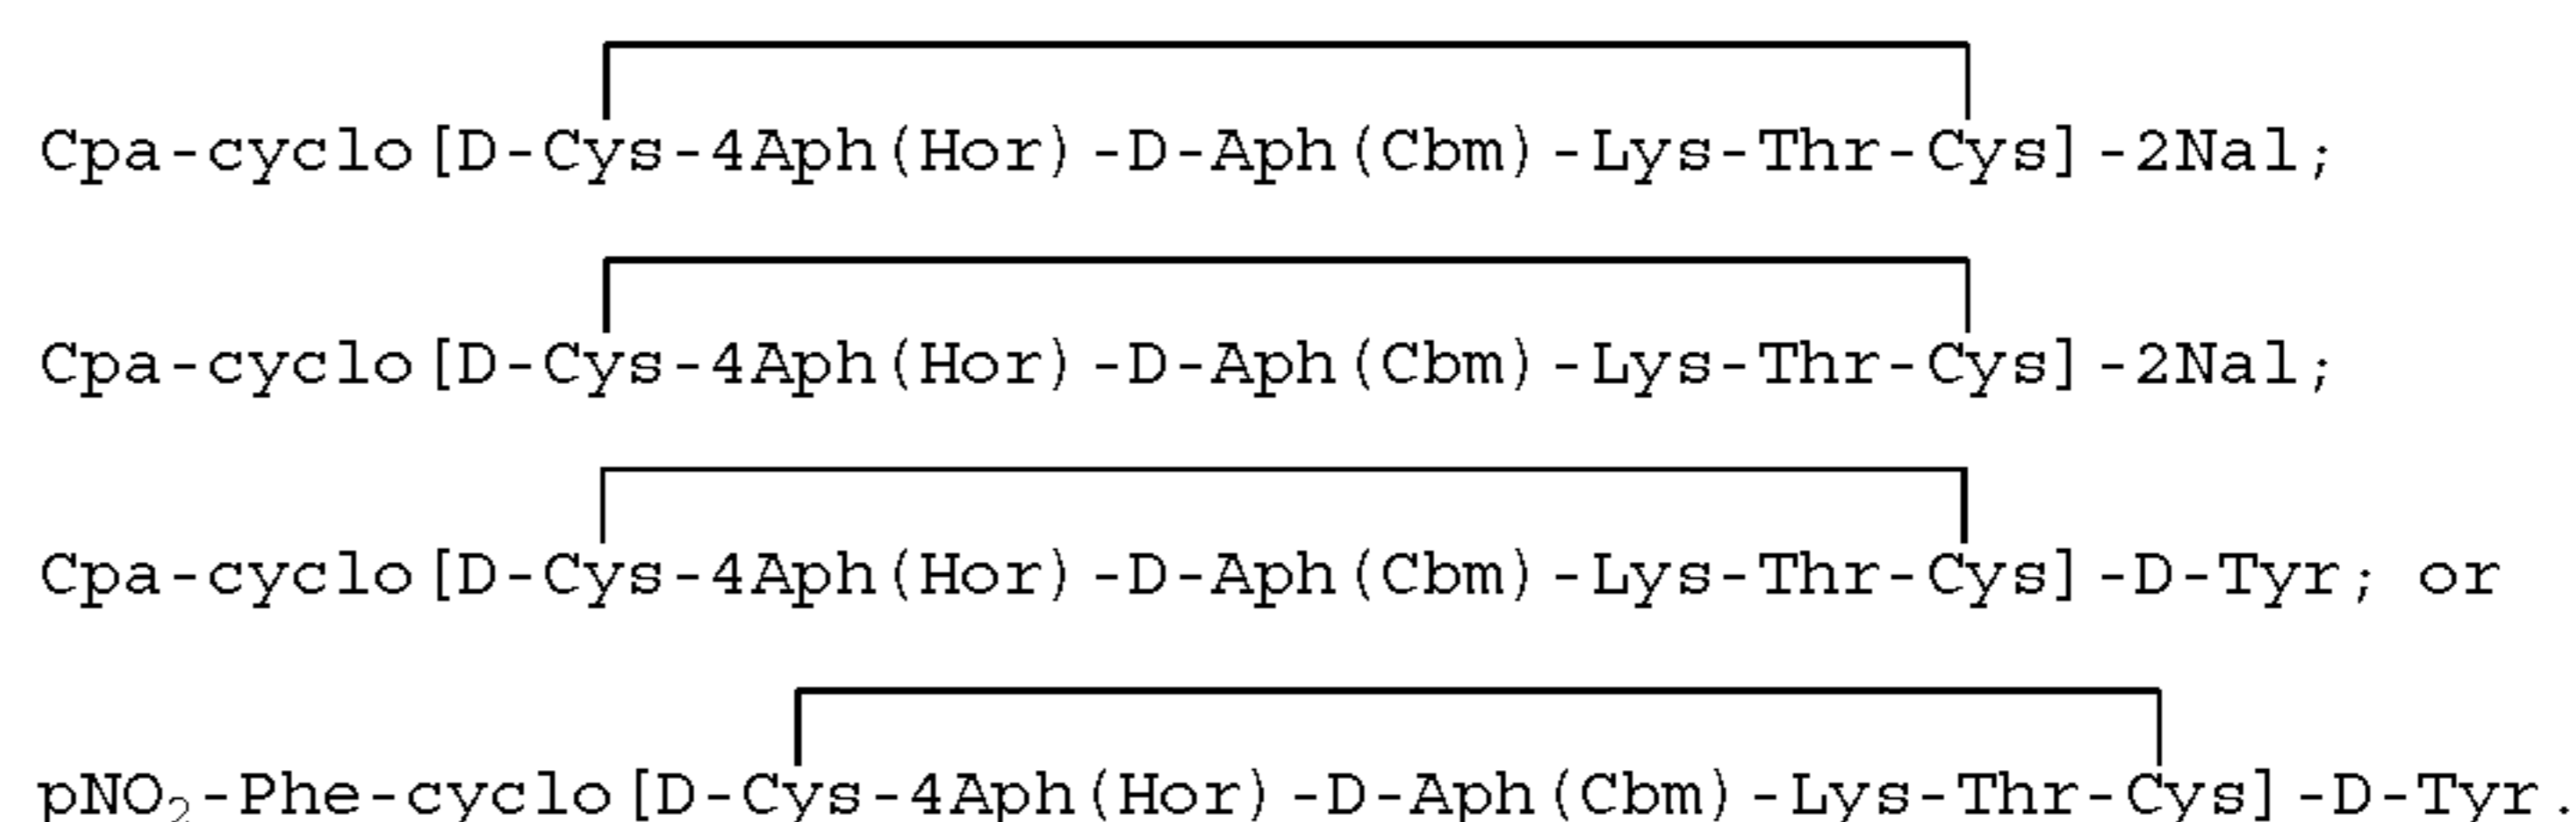 Cpa-cyclo[D-Cys-4Aph(Hor)-D-Aph(Cbm)-Lys-Thr-Cys]-2Nal;
Cpa-cyclo[D-Cys-4Aph(Hor)-D-Aph(Cbm)-Lys-Thr-Cys]-2Nal;
Cpa-cyclo[D-Cys-4Aph(Hor)-D-Aph(Cbm)-Lys-Thr-Cys]-D-Tyr; or
pNO₂-Phe-cyclo[D-Cys-4Aph(Hor)-D-Aph(Cbm)-Lys-Thr-Cys]-D-Tyr.